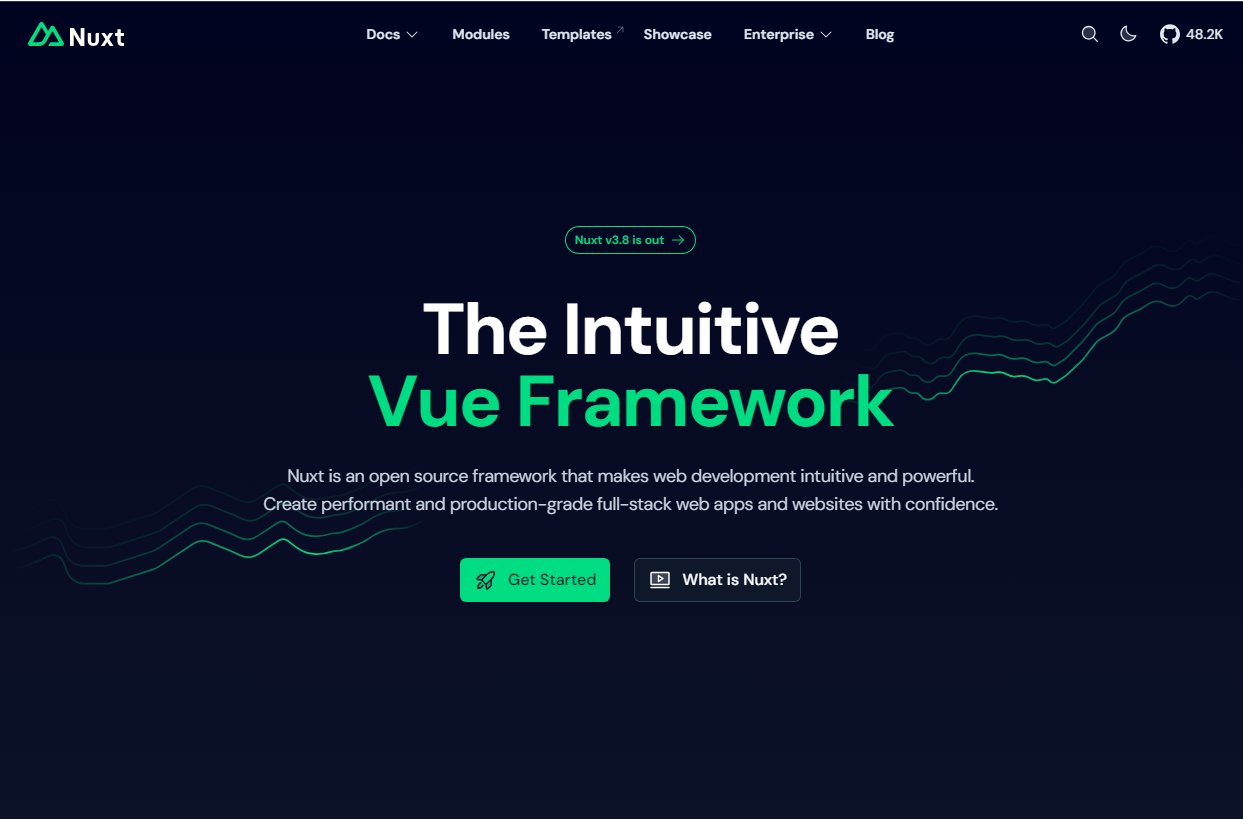 Nuxt
Docs Modules Templates Showcase Enterprise Blog 48.2K
Nuxt v3.8 is out
The Intuitive
Vue Framework
Nuxt is an open source framework that makes web development intuitive and powerful.
Create performant and production-grade full-stack web apps and websites with confidence.
Get Started
What is Nuxt?